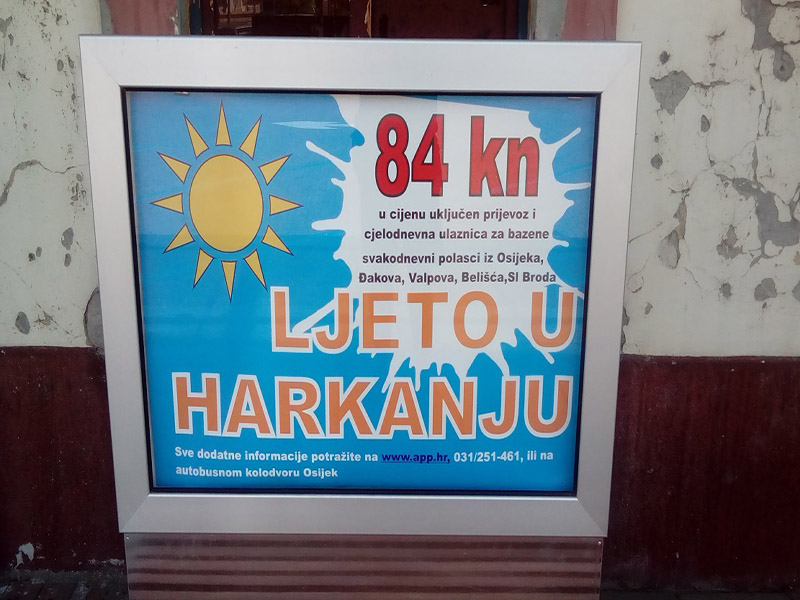 84 kn
u cijenu uključen prijevoz i
cjelodnevna ulaznica za bazene
svakodnevni polasci iz Osijeka,
Đakova, Valpova, Belišća,Sl Broda
LJETO U
HARKANJU
Sve dodatne informacije potražite na www.app.hr, 031/251-461, ili na
autobusnom kolodvoru Osijek